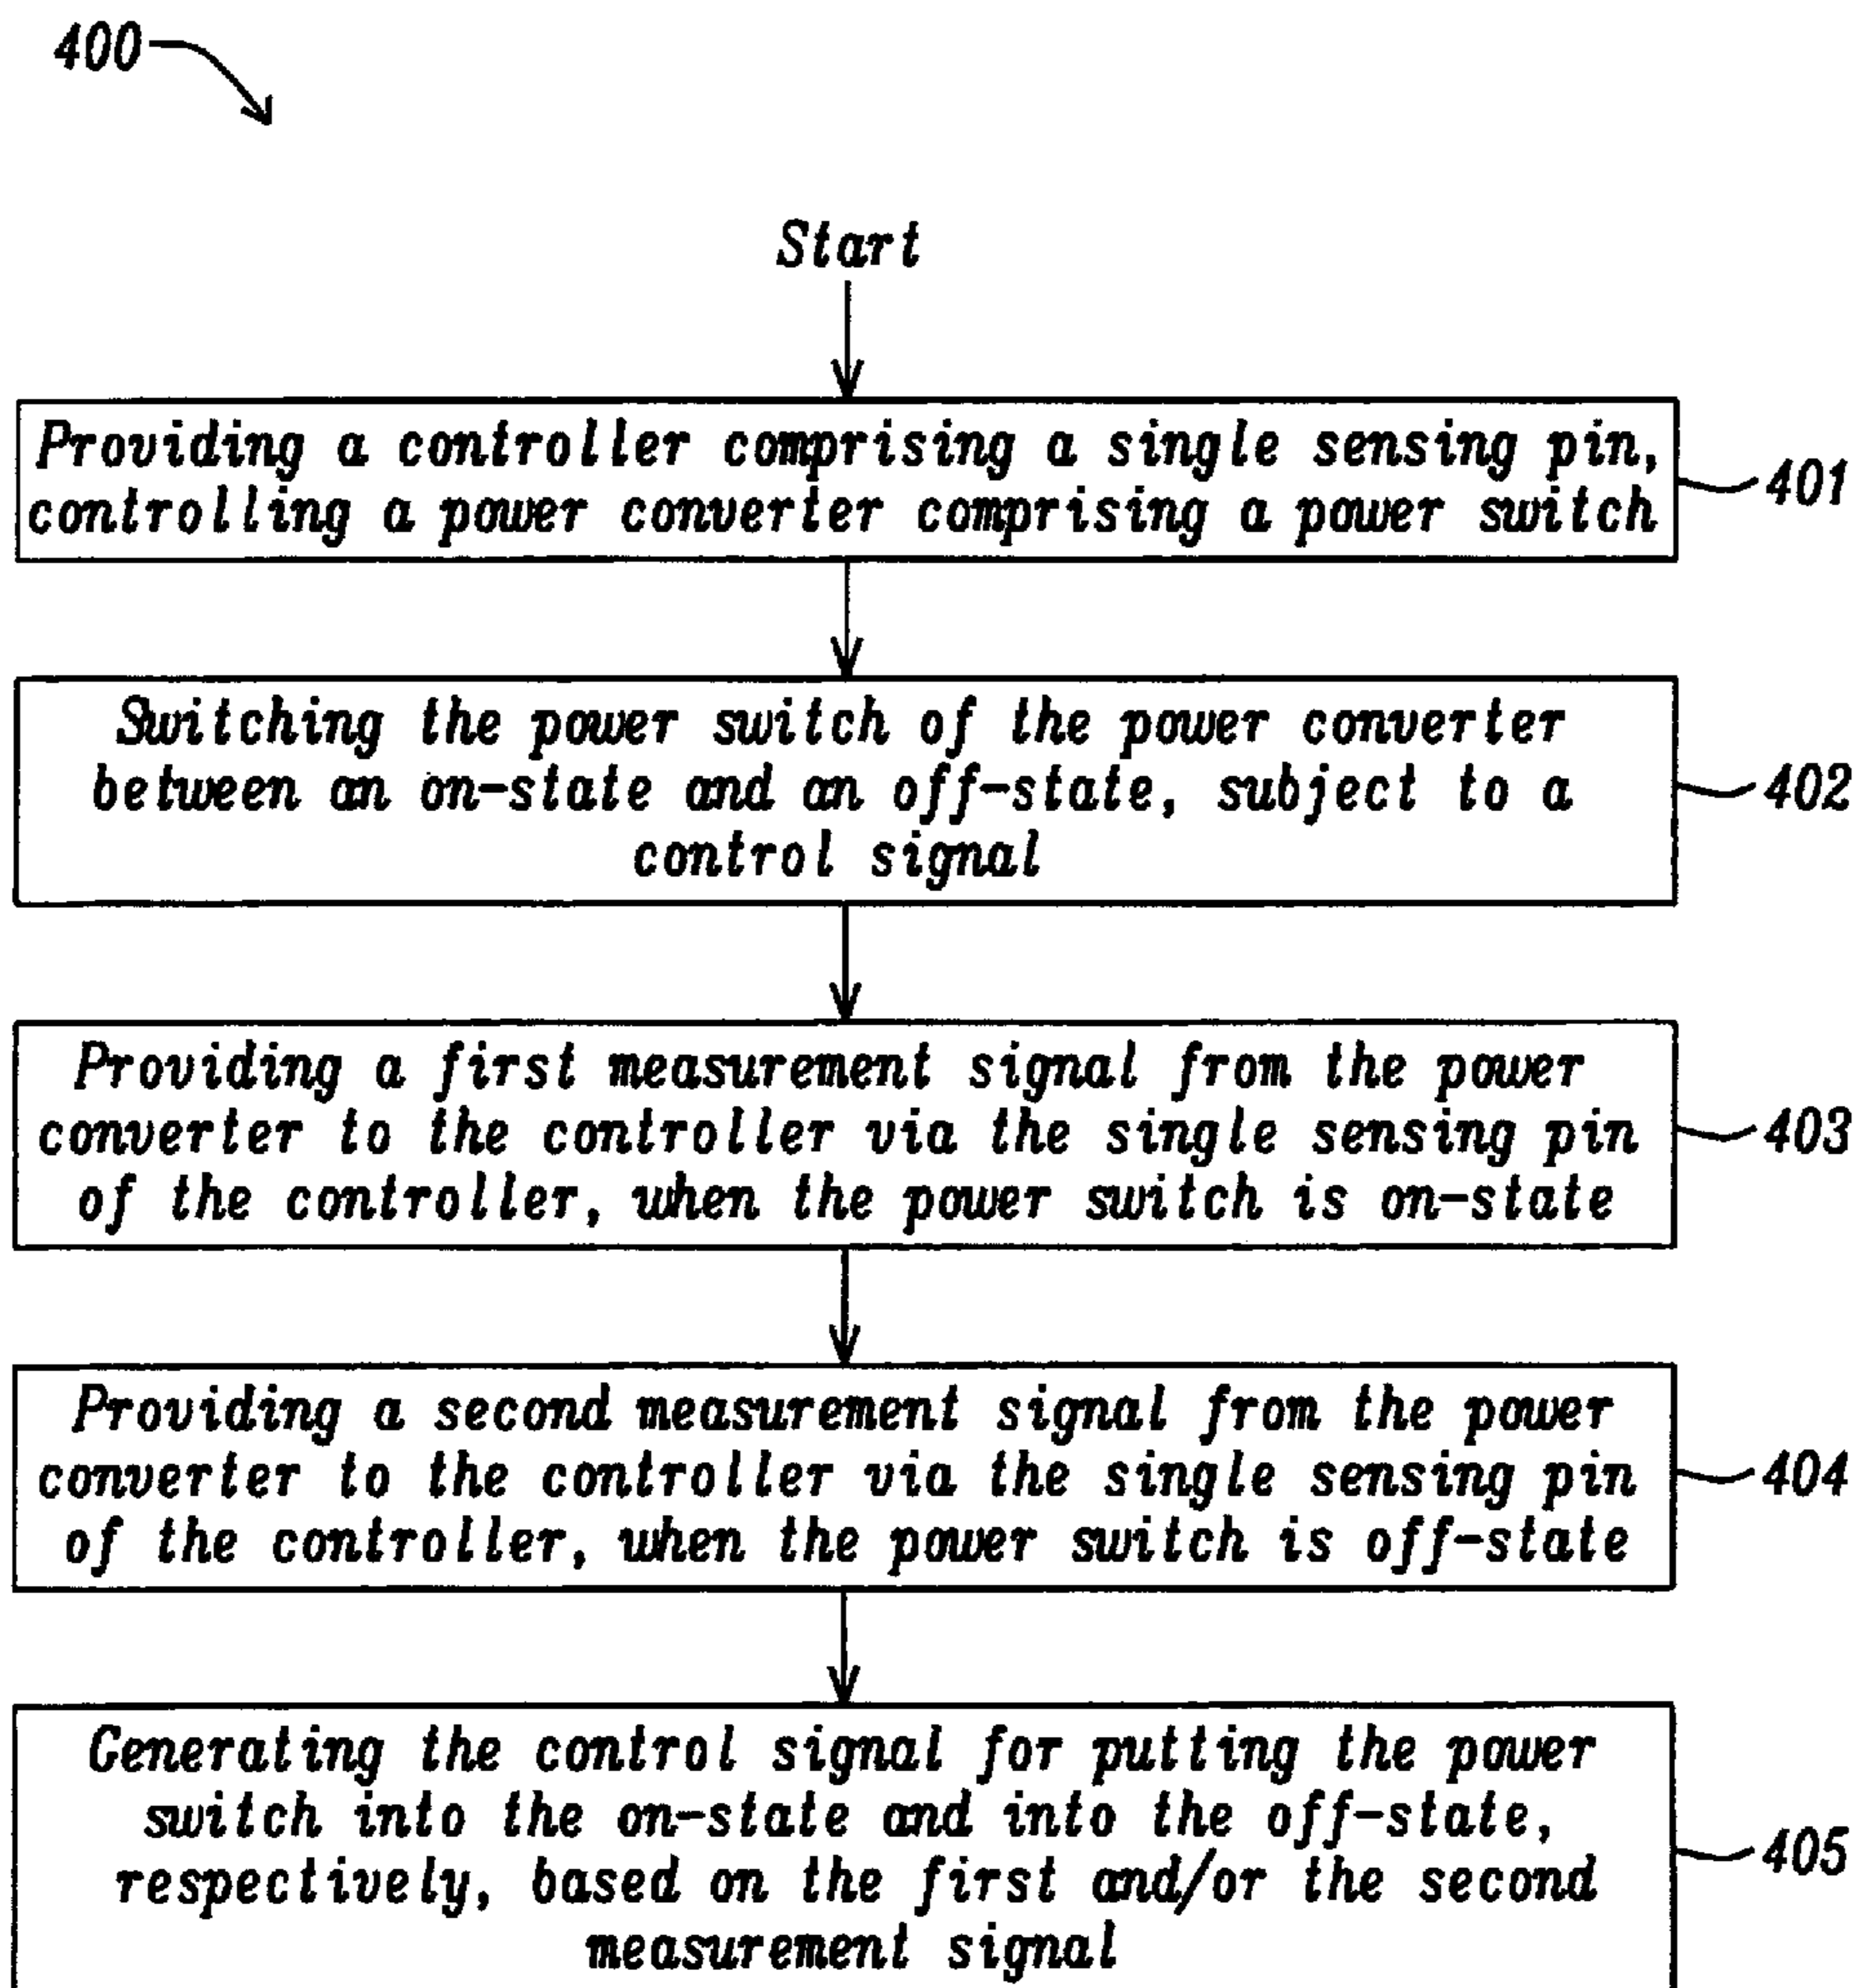 400
Start
Providing a controller comprising a single sensing pin,
controlling a power converter comprising a power switch
401
Switching the power switch of the power converter
between an on-state and an off-state, subject to a
control signal
402
Providing a first measurement signal from the power
converter to the controller via the single sensing pin
of the controller, when the power switch is on-state
403
Providing a second measurement signal from the power
converter to the controller via the single sensing pin
of the controller, when the power switch is off-state
404
Generating the control signal for putting the power
switch into the on-state and into the off-state,
respectively, based on the first and/or the second
measurement signal
405